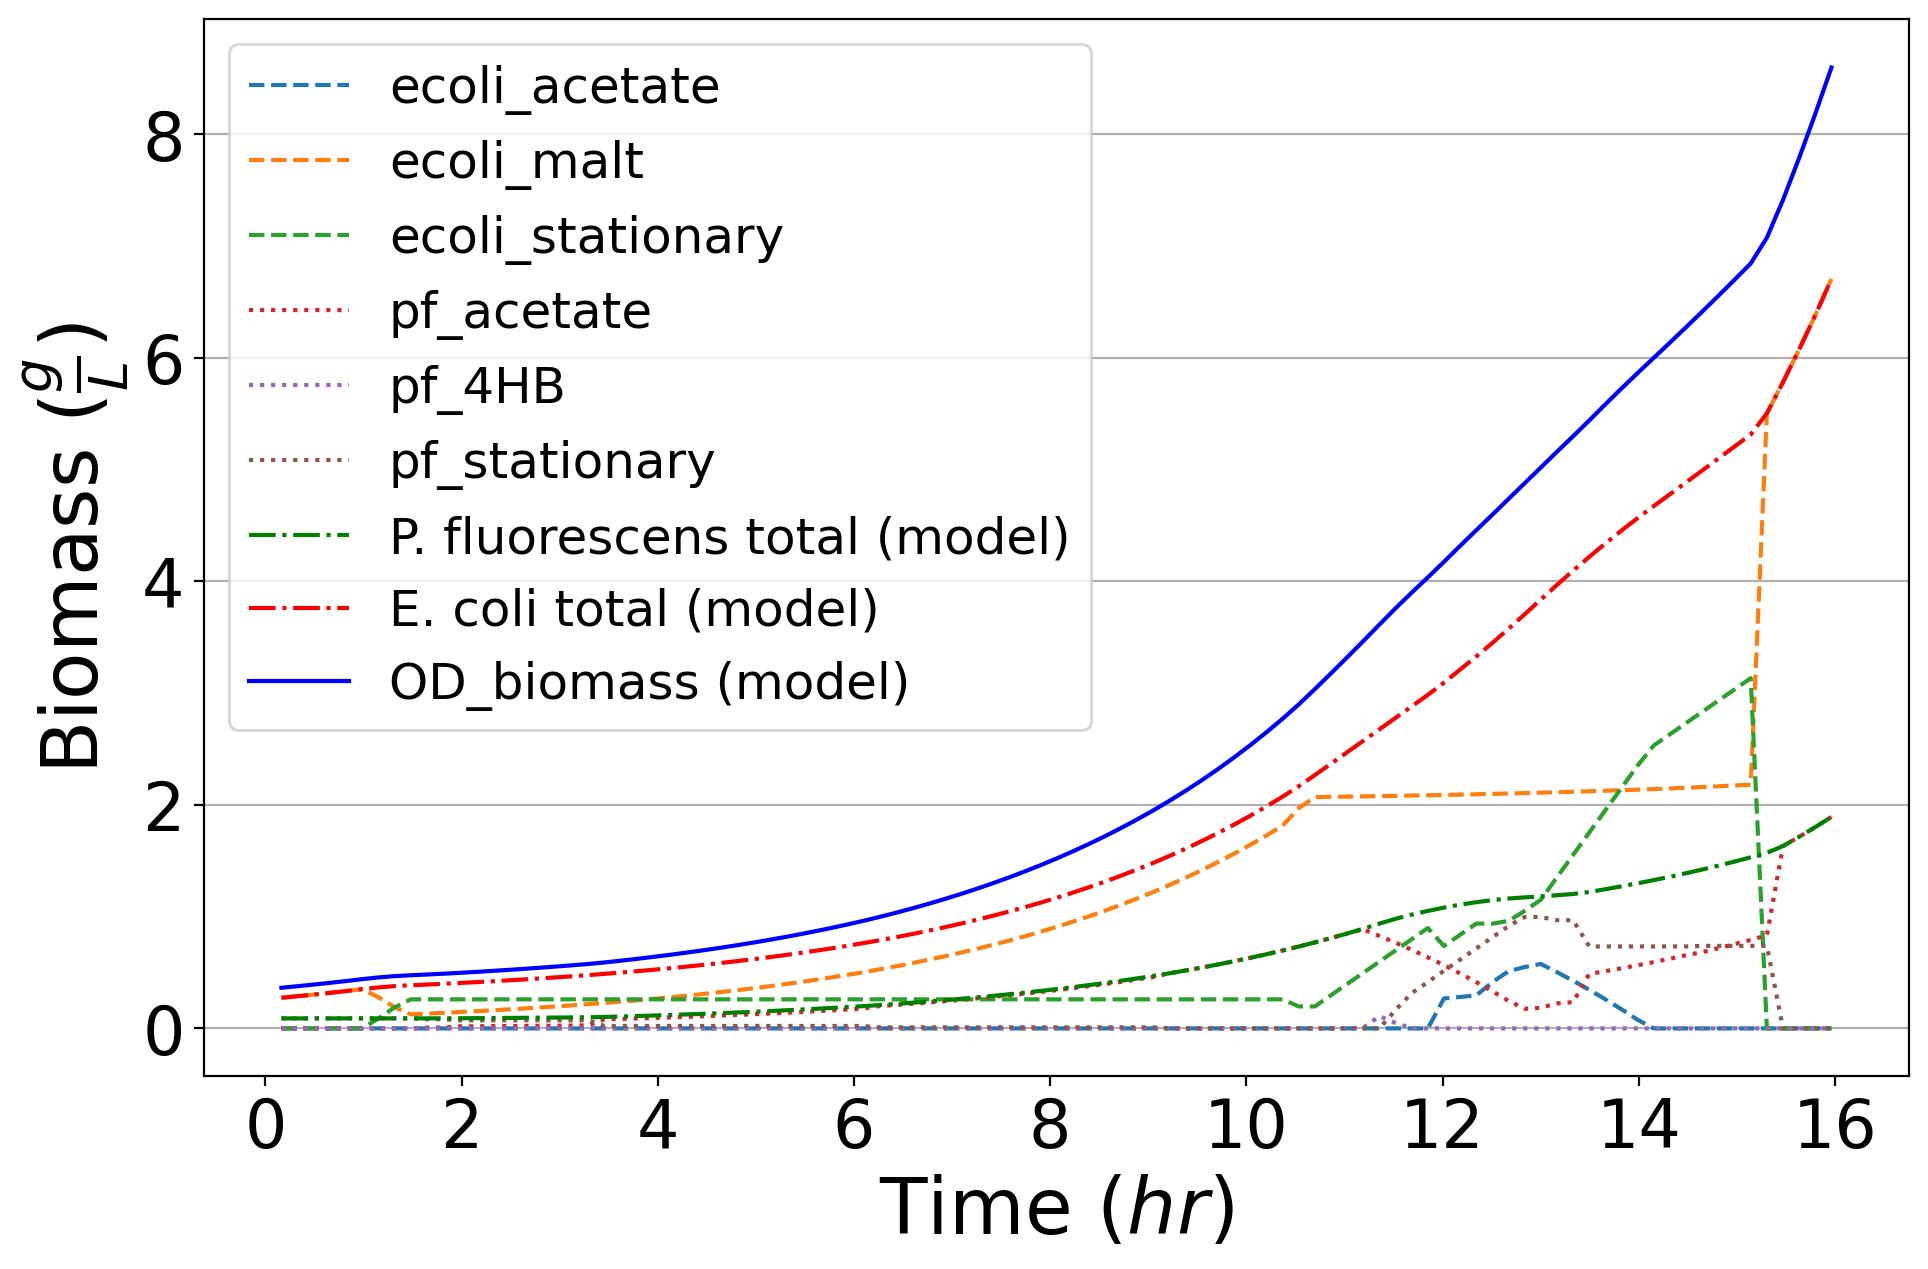 ecoli_acetate
ecoli_malt
ecoli_stationary
pf_acetate
pf_4HB
pf_stationary
P. fluorescens total (model)
E. coli total (model)
OD_biomass (model)
Biomass (g/L)
8
6
4
2
0
0 2 4 6 8 10 12 14 16
Time (hr)